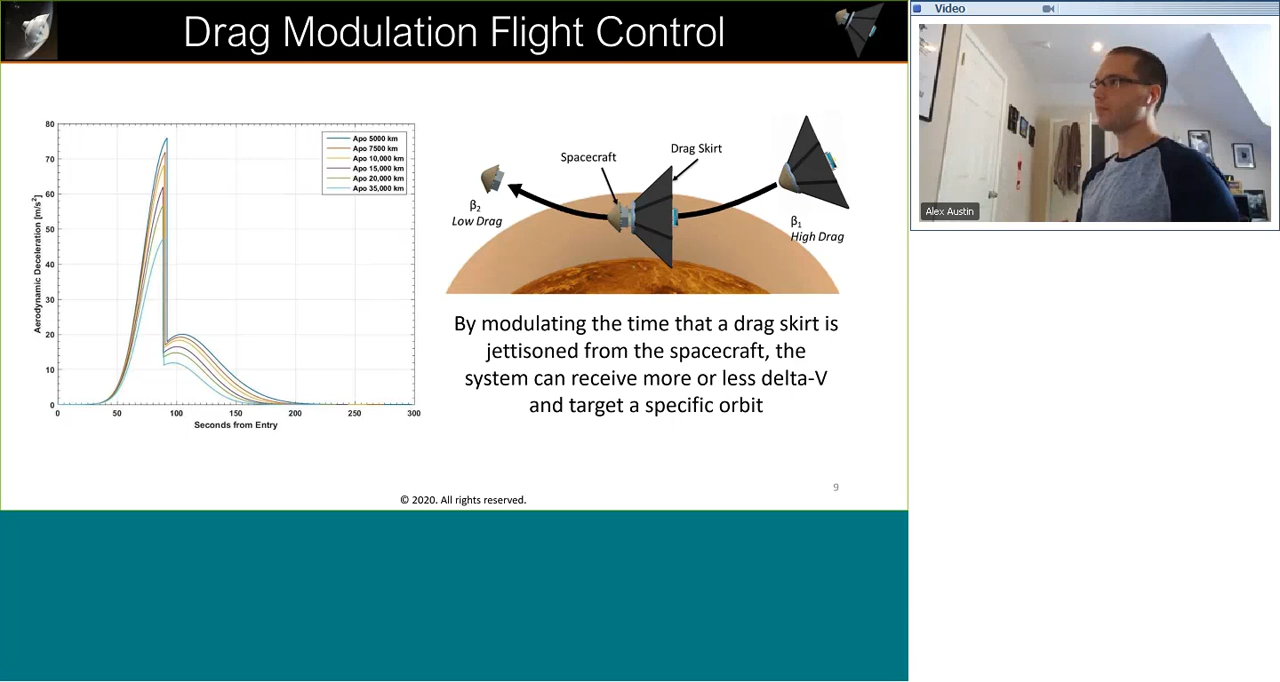 Drag Modulation Flight Control
80
70
60
50
40
30
20
10
0
Aerodynamic Deceleration [m/s²]
Apo 5000 km
Apo 7500 km
Apo 10,000 km
Apo 15,000 km
Apo 20,000 km
Apo 35,000 km
0 50 100 150 200 250 300
Seconds from Entry
Spacecraft
Drag Skirt
β₂
Low Drag
β₁
High Drag
By modulating the time that a drag skirt is
jettisoned from the spacecraft, the
system can receive more or less delta-V
and target a specific orbit
9
© 2020. All rights reserved.
Video
Alex Austin